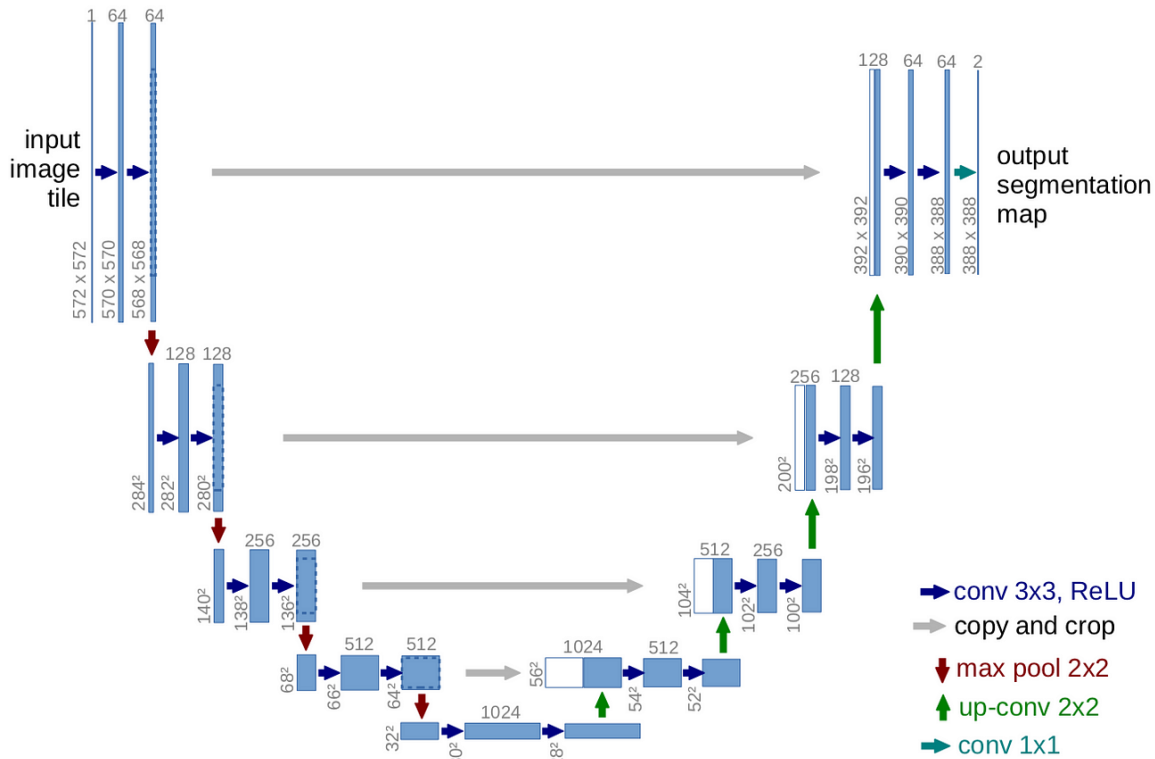 1 64 64
128 64 64 2
input
image
tile
output
segmentation
map
572 x 572
570 x 570
568 x 568
392 x 392
390 x 390
388 x 388
388 x 388
128 128
256 128
284²
282²
280²
200²
198²
196²
256 256
512 256
140²
138²
136²
104²
102²
100²
512 512
1024 512
68²
66²
64²
56²
54²
52²
1024
32²
0²
8²
conv 3x3, ReLU
copy and crop
max pool 2x2
up-conv 2x2
conv 1x1